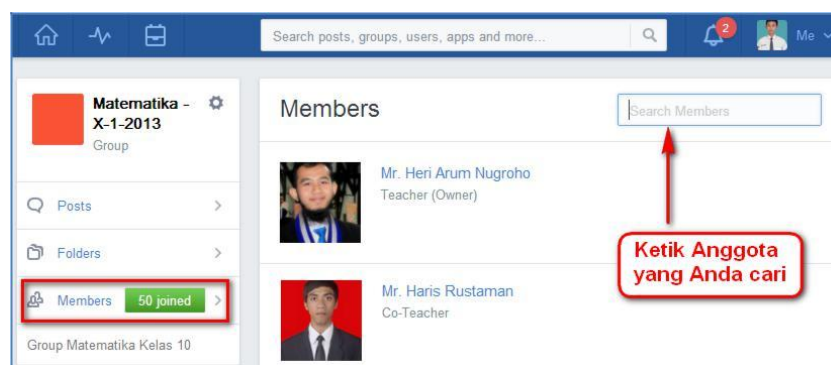 Search posts, groups, users, apps and more...
2
Me
Matematika -
X-1-2013
Group
Posts
Folders
Members 50 joined
Group Matematika Kelas 10
Members
Search Members
Mr. Heri Arum Nugroho
Teacher (Owner)
Mr. Haris Rustaman
Co-Teacher
Ketik Anggota
yang Anda cari